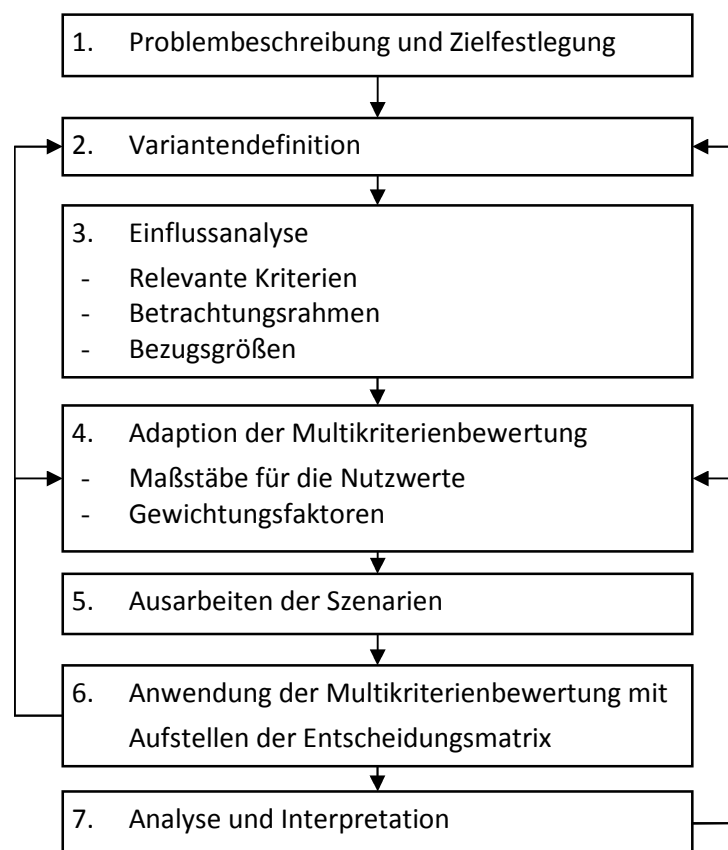 1. Problembeschreibung und Zielfestlegung
2. Variantendefinition
3. Einflussanalyse
- Relevante Kriterien
- Betrachtungsrahmen
- Bezugsgrößen
4. Adaption der Multikriterienbewertung
- Maßstäbe für die Nutzwerte
- Gewichtungsfaktoren
5. Ausarbeiten der Szenarien
6. Anwendung der Multikriterienbewertung mit
Aufstellen der Entscheidungsmatrix
7. Analyse und Interpretation